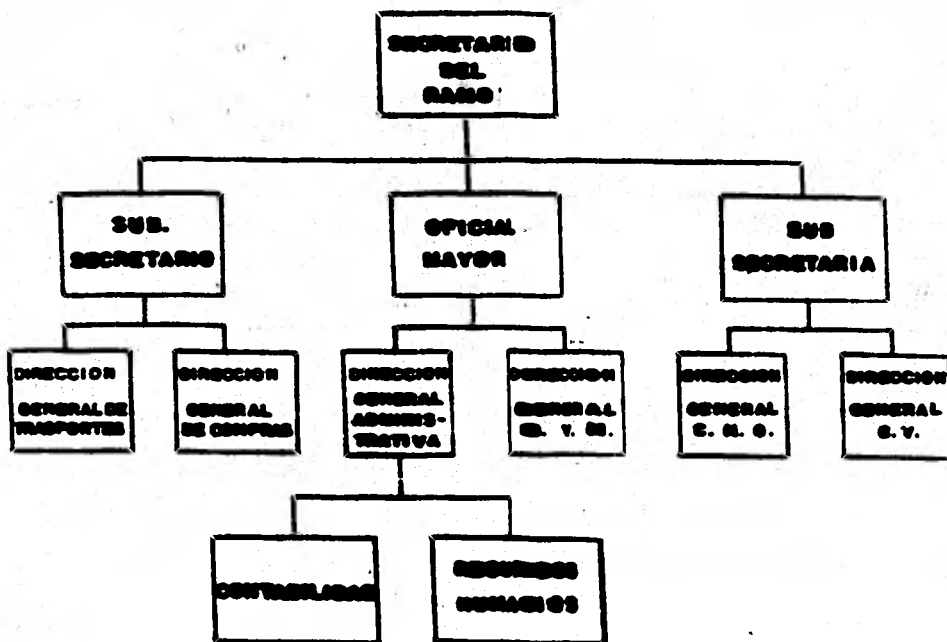 SECRETARIO
DEL
RAMO
SUB.
SECRETARIO
OFICIAL
MAYOR
SUB
SECRETARIA
DIRECCION
GENERAL DE
TRASPORTES
DIRECCION
GENERAL
DE COMPRAS
DIRECCION
GENERAL
ADMINIS-
TRATIVA
DIRECCION
GENERAL
Y.
DIRECCION
GENERAL
DIRECCION
GENERAL
CONTABILIDAD
RECURSOS
HUMANOS